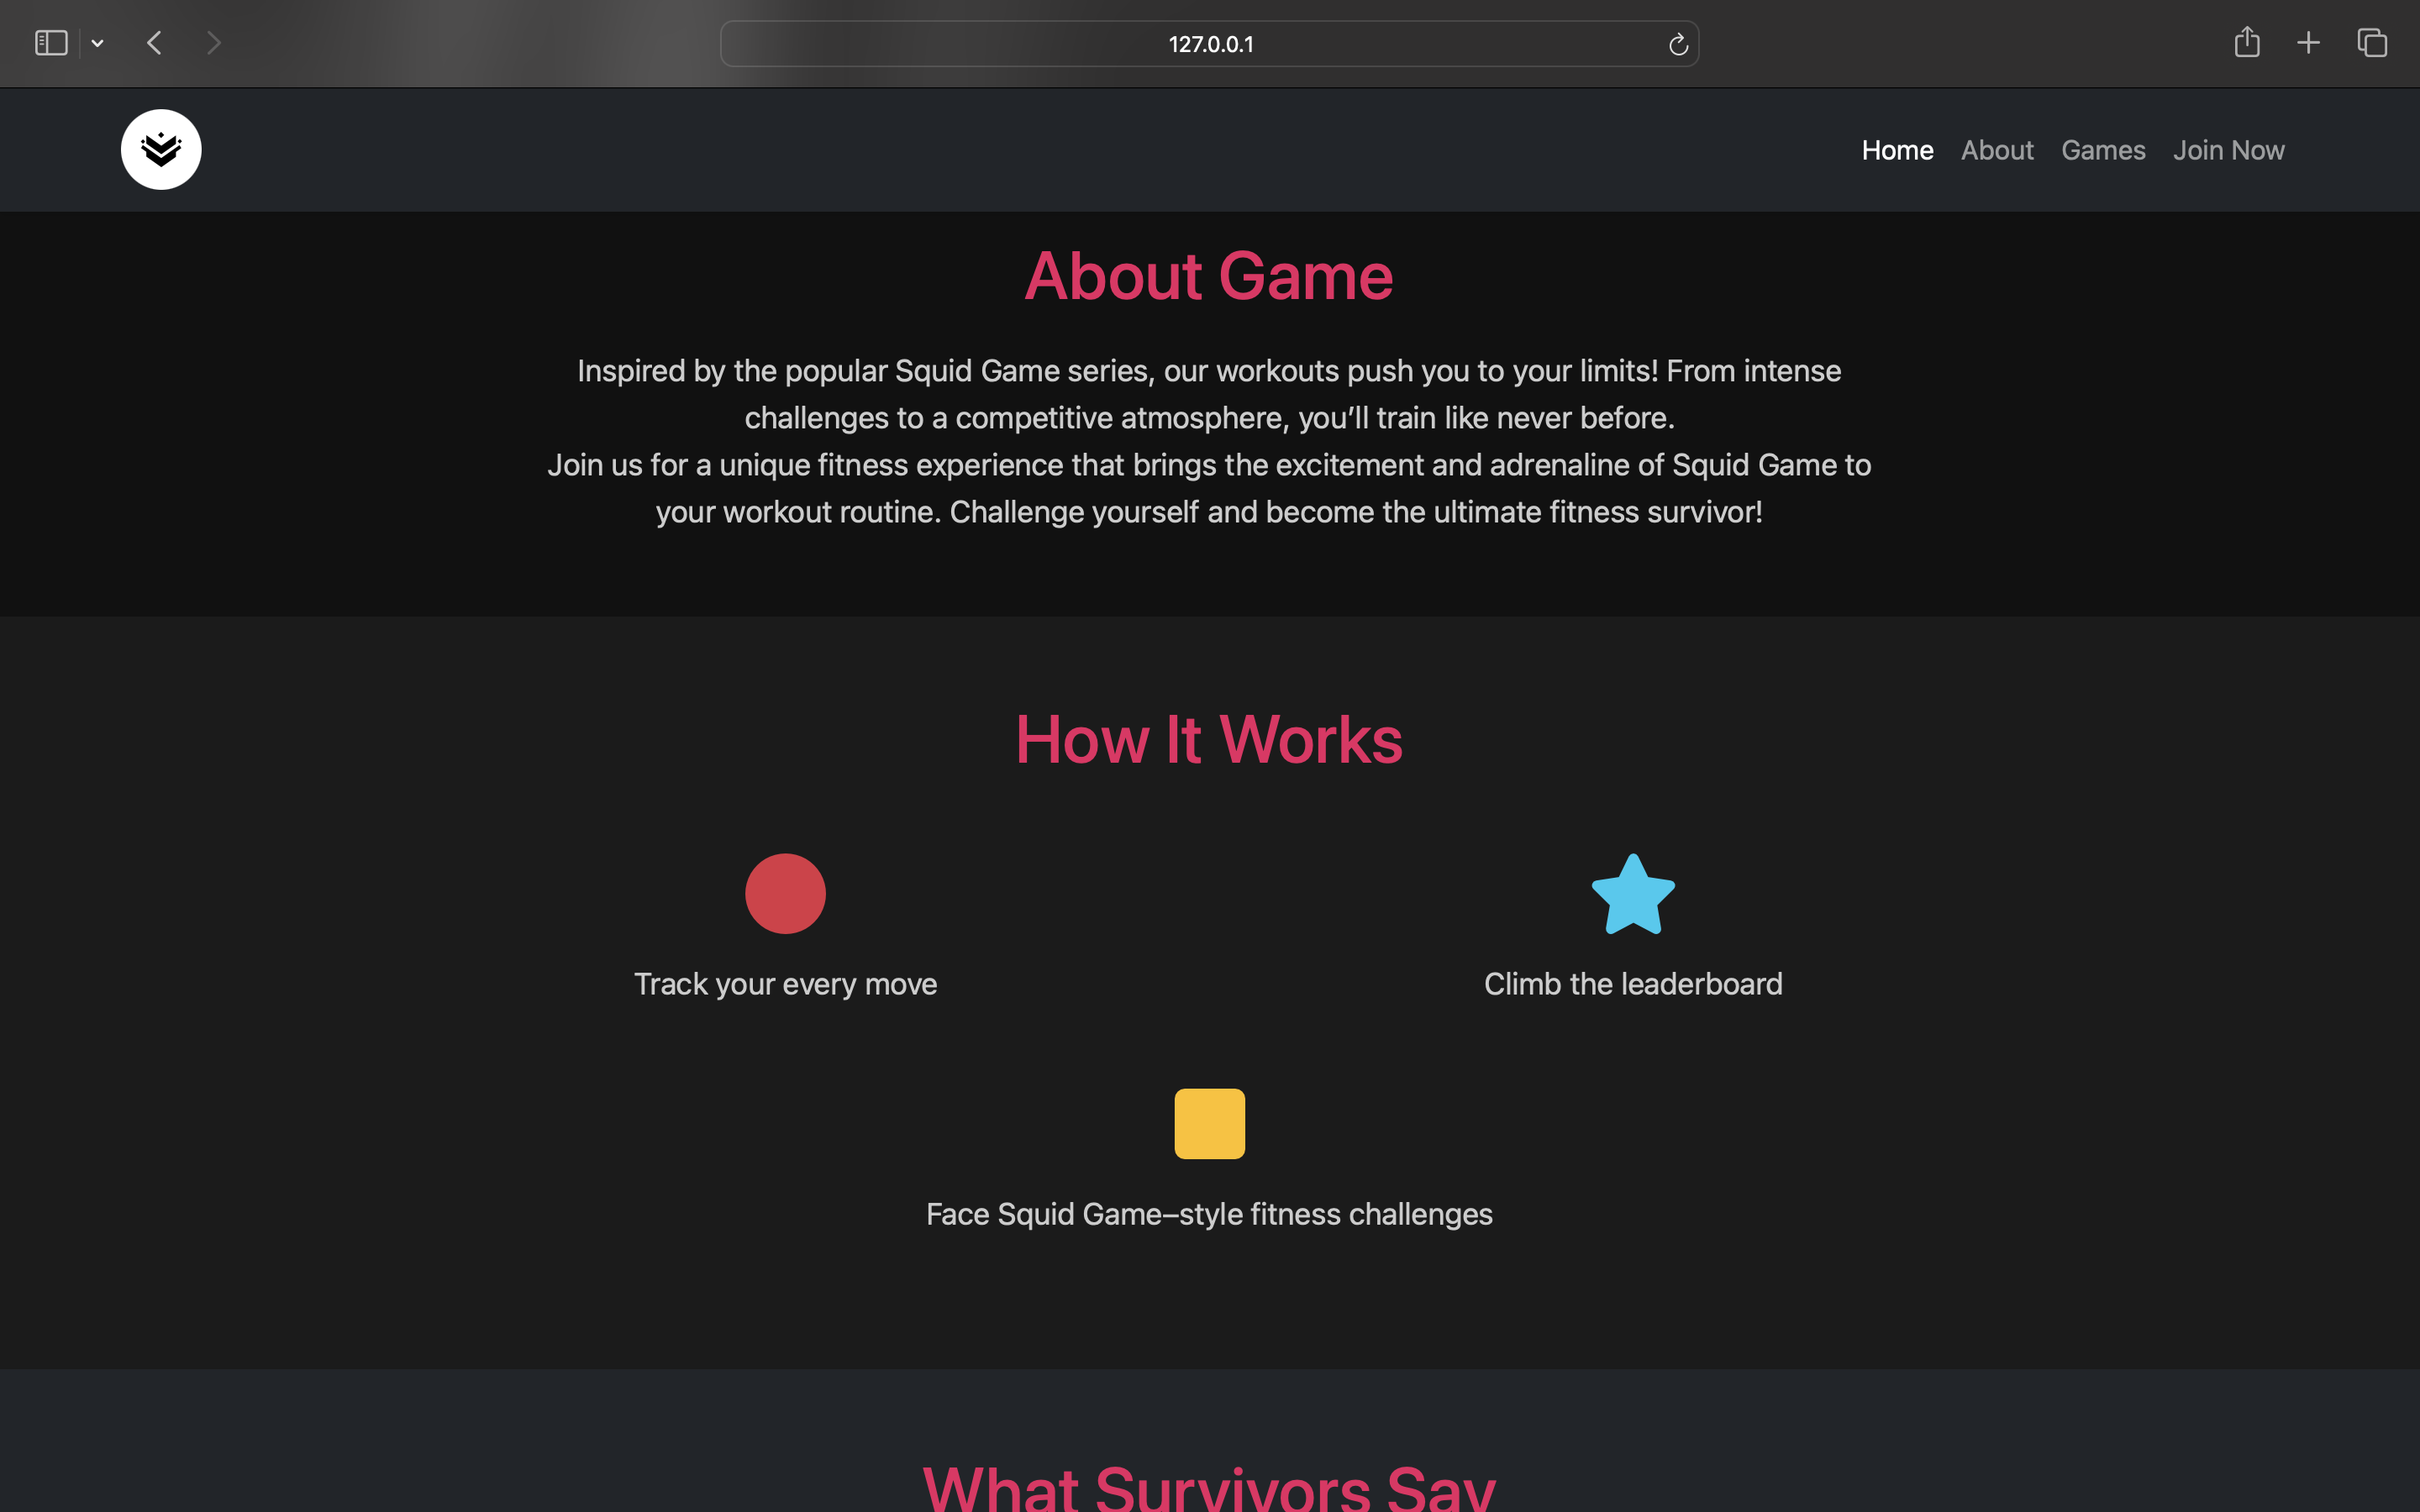 127.0.0.1
Home About Games Join Now
About Game
Inspired by the popular Squid Game series, our workouts push you to your limits! From intense
challenges to a competitive atmosphere, you’ll train like never before.
Join us for a unique fitness experience that brings the excitement and adrenaline of Squid Game to
your workout routine. Challenge yourself and become the ultimate fitness survivor!
How It Works
Track your every move
Climb the leaderboard
Face Squid Game–style fitness challenges
What Survivors Say